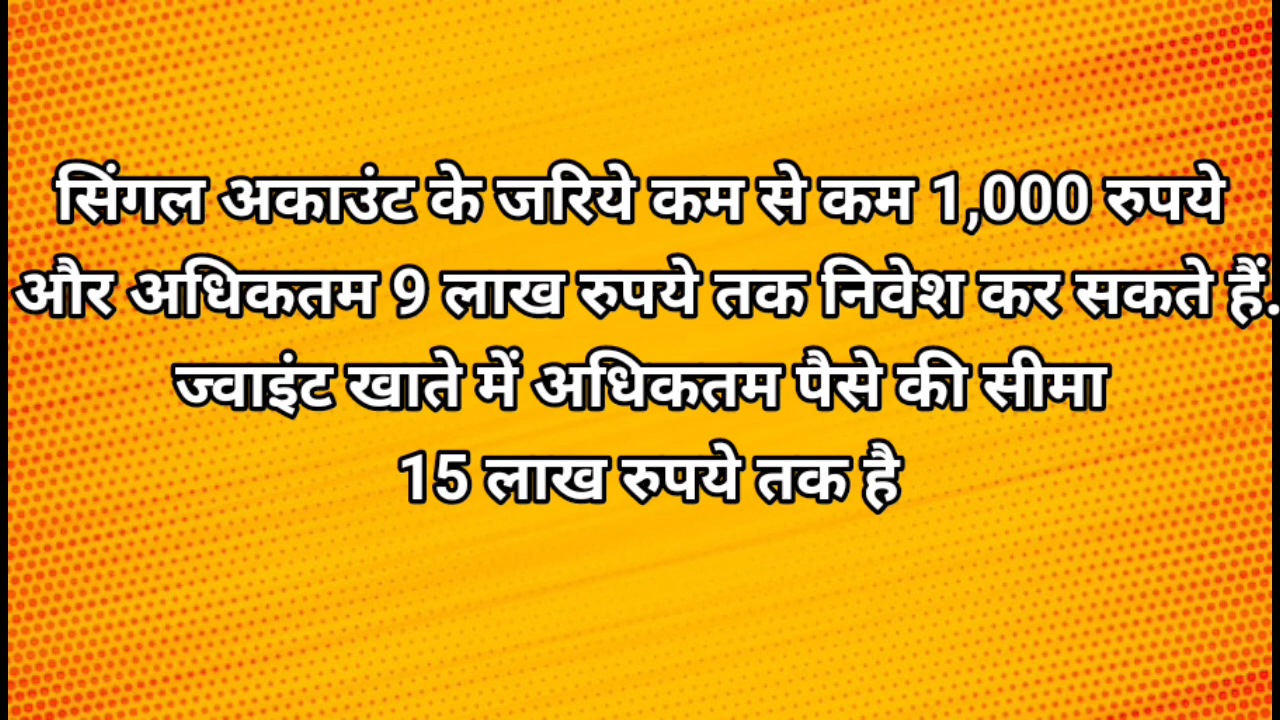 सिंगल अकाउंट के जरिये कम से कम 1,000 रुपये
और अधिकतम 9 लाख रुपये तक निवेश कर सकते हैं.
ज्वाइंट खाते में अधिकतम पैसे की सीमा
15 लाख रुपये तक है